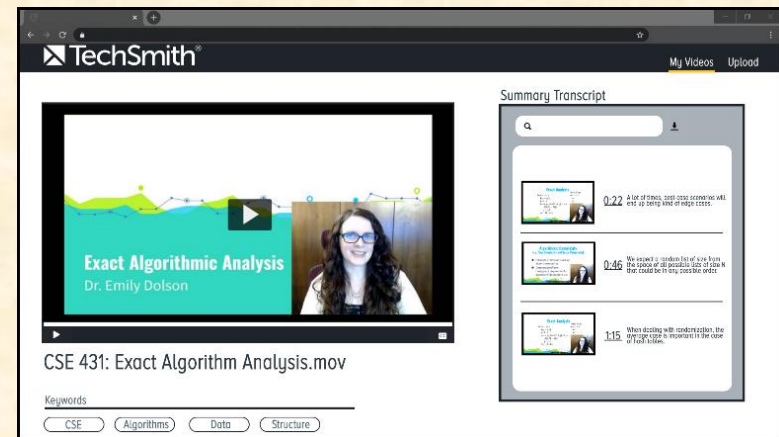 TechSmith®
My Videos Upload
Summary Transcript
Exact Algorithmic Analysis
Dr. Emily Dolson
0:22 A lot of times, best-case scenarios will
end up being kind of edge cases.
0:46 We expect a random list of size from
the space of all possible lists of size N
that could be in any possible order.
1:15 When dealing with randomization, the
average case is important in the case
of hash tables.
CSE 431: Exact Algorithm Analysis.mov
Keywords
CSE Algorithms Data Structure